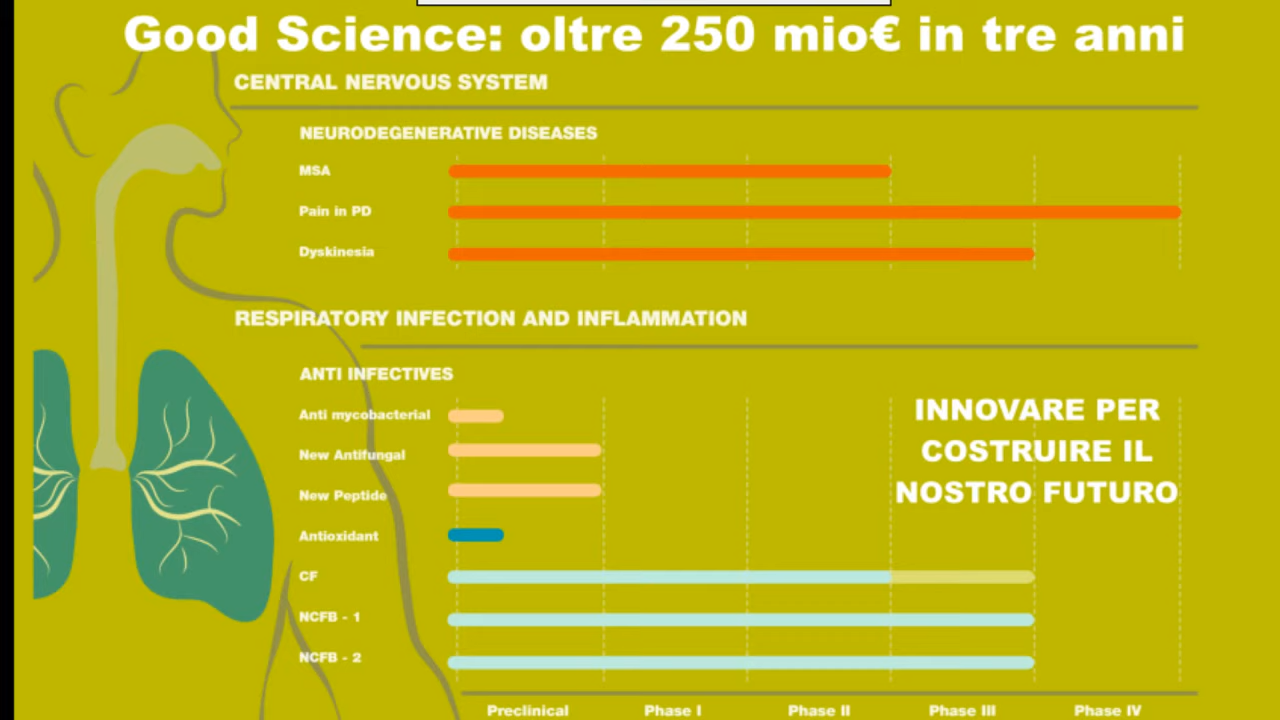 Good Science: oltre 250 mio€ in tre anni
CENTRAL NERVOUS SYSTEM
NEURODEGENERATIVE DISEASES
MSA
Pain in PD
Dyskinesia
RESPIRATORY INFECTION AND INFLAMMATION
ANTI INFECTIVES
Anti mycobacterial
New Antifungal
New Peptide
Antioxidant
CF
NCFB - 1
NCFB - 2
INNOVARE PER
COSTRUIRE IL
NOSTRO FUTURO
Preclinical Phase I Phase II Phase III Phase IV